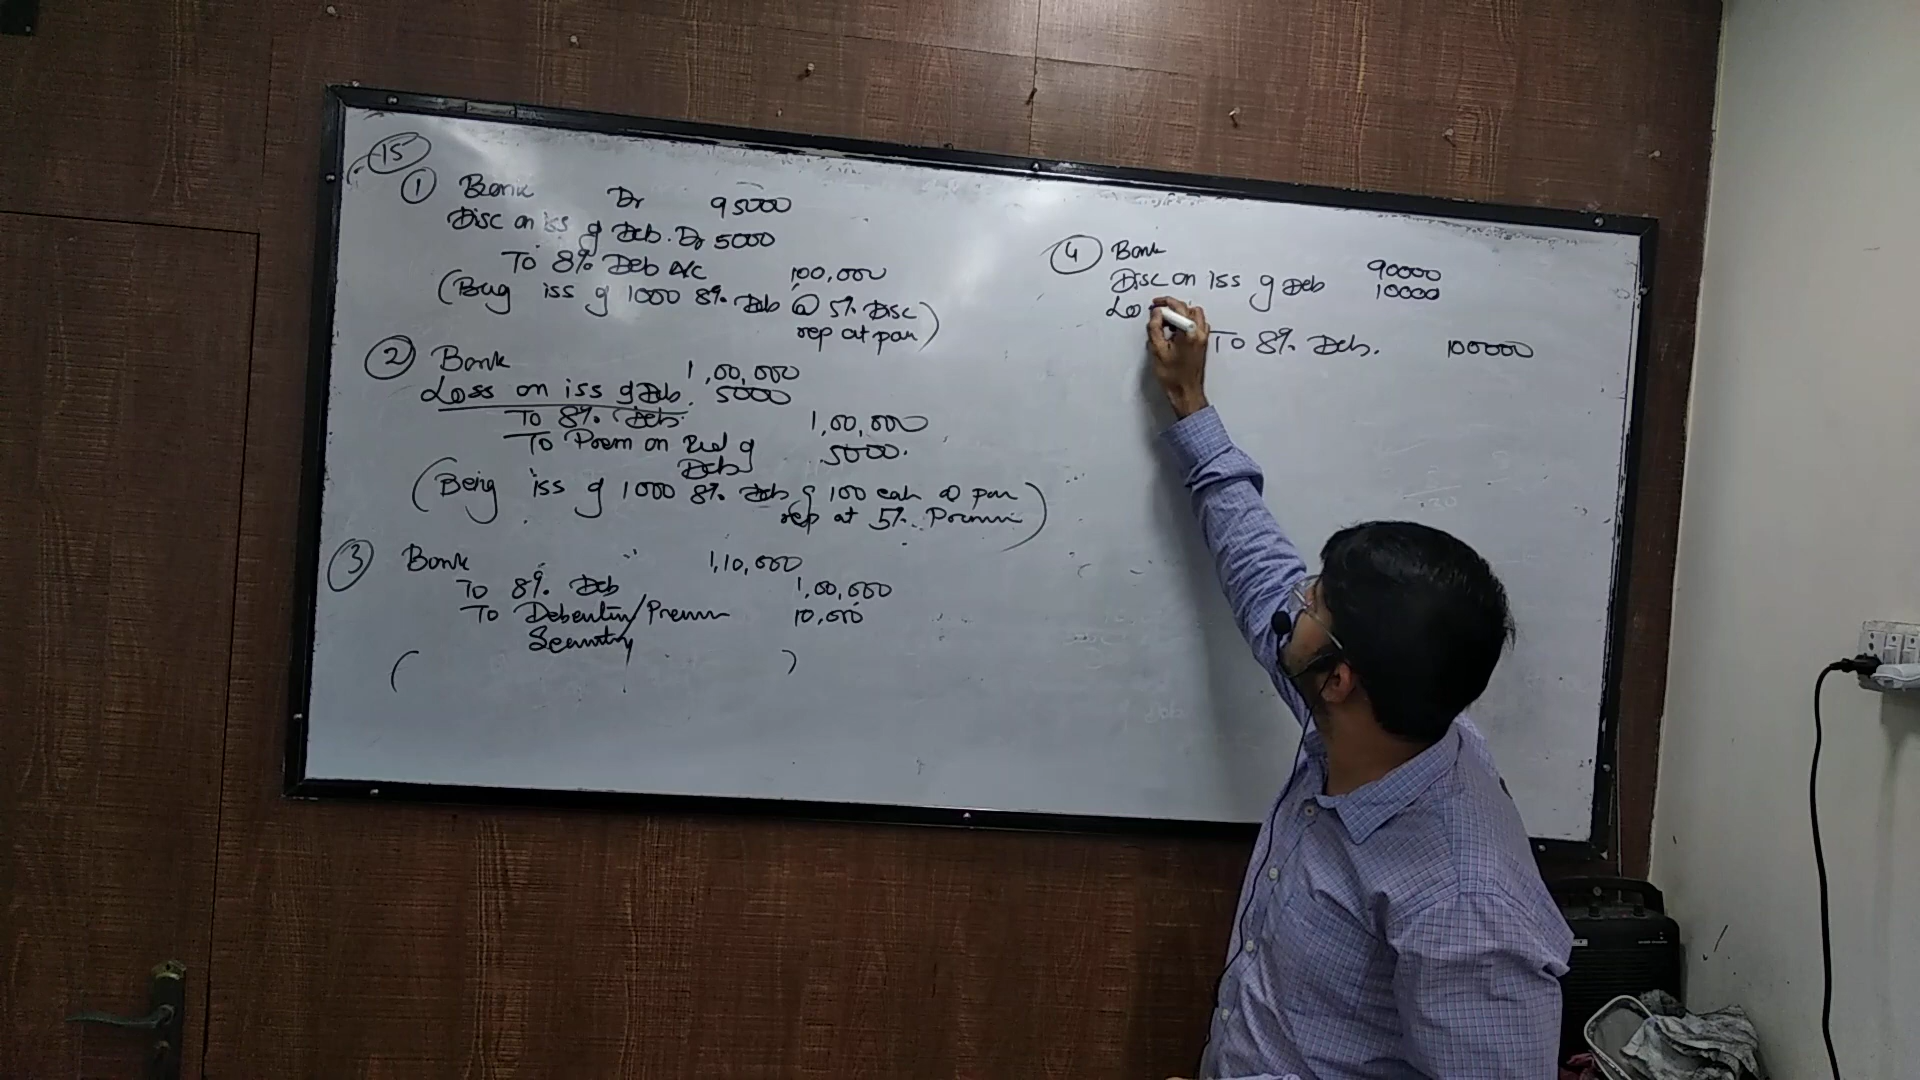 15
① Bank Dr 95000
Disc on iss g Deb. Dr 5000
To 8% Deb A/c 100,000
(Being iss g 1000 8% Deb @ 5% Disc
rep at par)
② Bank 1,00,000
Loss on iss g Deb. 5000
To 8% Deb. 1,00,000
To Prem on Red g 5000.
Deb
(Being iss g 1000 8% Deb g 100 each @ par
rep at 5% Premium)
③ Bank 1,10,000
To 8% Deb 1,00,000
To Debenture/Premium 10,000
Security
( )
④ Bank 90000
Disc on iss g Deb 10000
Los
To 8% Deb. 100000